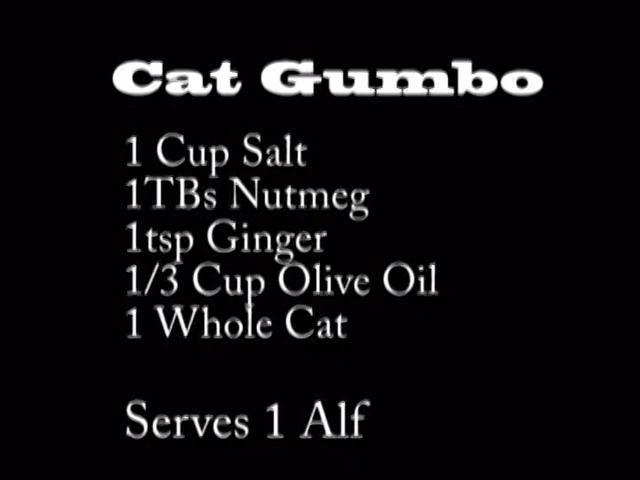 Cat Gumbo
1 Cup Salt
1TBs Nutmeg
1tsp Ginger
1/3 Cup Olive Oil
1 Whole Cat
Serves 1 Alf